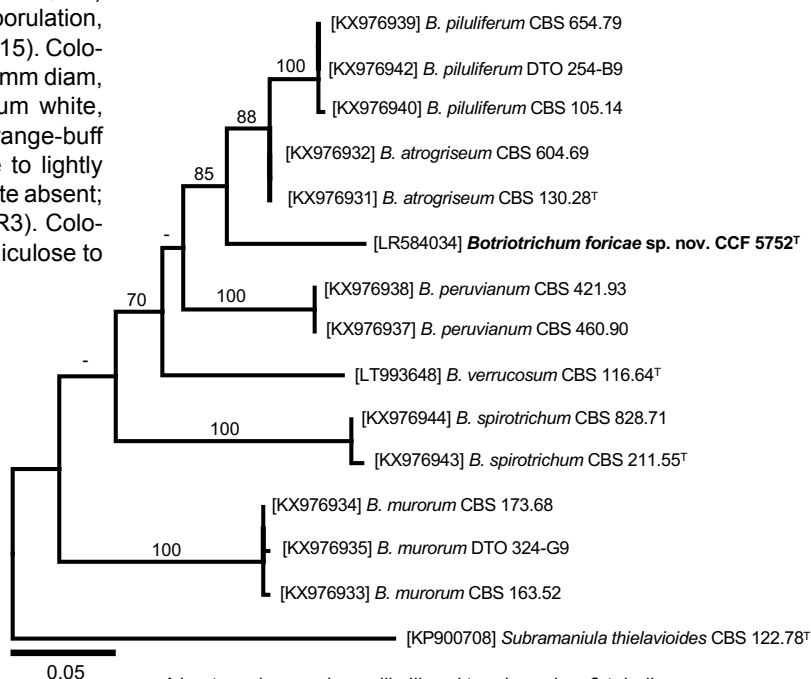 orulation,
15). Colo-
mm diam,
um white,
range-buff
to lightly
te absent;
R3). Colo-
iculose to
[KX976939] B. piluliferum CBS 654.79
100
[KX976942] B. piluliferum DTO 254-B9
[KX976940] B. piluliferum CBS 105.14
88
[KX976932] B. atrogriseum CBS 604.69
85
[KX976931] B. atrogriseum CBS 130.28ᵀ
-
[LR584034] Botriotrichum foricae sp. nov. CCF 5752ᵀ
[KX976938] B. peruvianum CBS 421.93
100
70
[KX976937] B. peruvianum CBS 460.90
-
[LT993648] B. verrucosum CBS 116.64ᵀ
[KX976944] B. spirotrichum CBS 828.71
100
[KX976943] B. spirotrichum CBS 211.55ᵀ
[KX976934] B. murorum CBS 173.68
100
[KX976935] B. murorum DTO 324-G9
[KX976933] B. murorum CBS 163.52
[KP900708] Subramaniula thielavioides CBS 122.78ᵀ
0.05